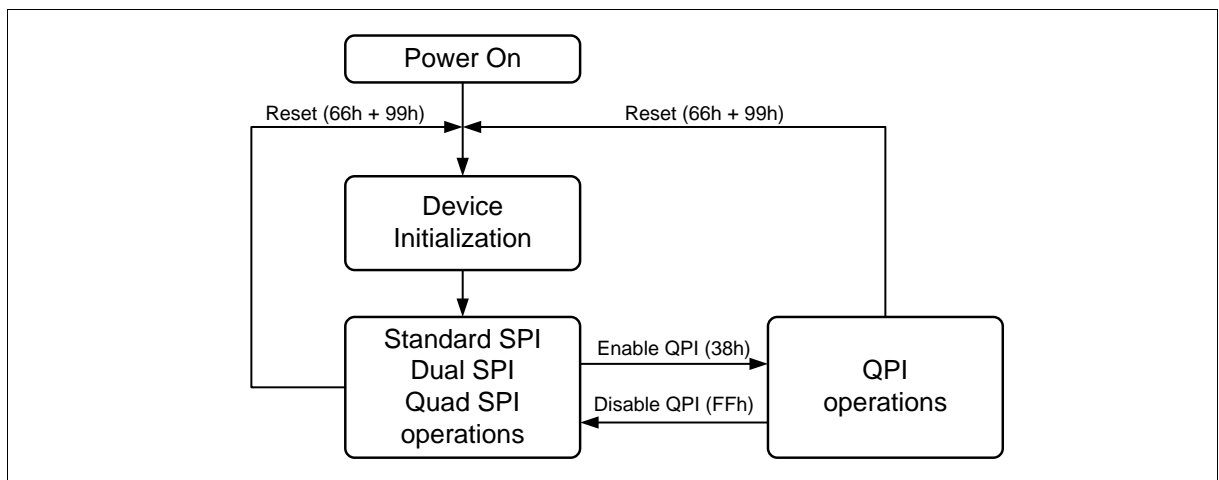 Power On
Reset (66h + 99h)
Reset (66h + 99h)
Device
Initialization
Standard SPI
Dual SPI
Quad SPI
operations
Enable QPI (38h)
Disable QPI (FFh)
QPI
operations